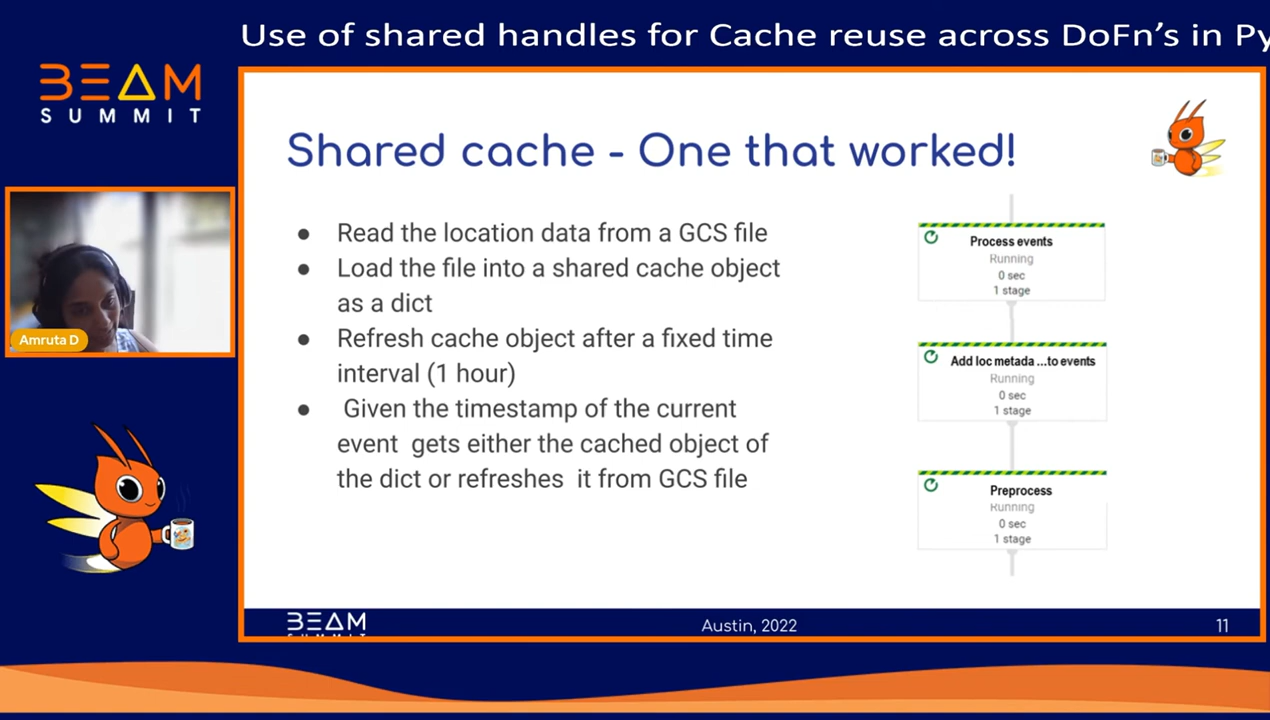 Use of shared handles for Cache reuse across DoFn's in Py
BEAM
SUMMIT
Shared cache - One that worked!
● Read the location data from a GCS file
● Load the file into a shared cache object
as a dict
● Refresh cache object after a fixed time
interval (1 hour)
● Given the timestamp of the current
event gets either the cached object of
the dict or refreshes it from GCS file
Process events
Running
0 sec
1 stage
Add loc metada ...to events
Running
0 sec
1 stage
Preprocess
Running
0 sec
1 stage
Amruta D
BEAM
SUMMIT
Austin, 2022
11